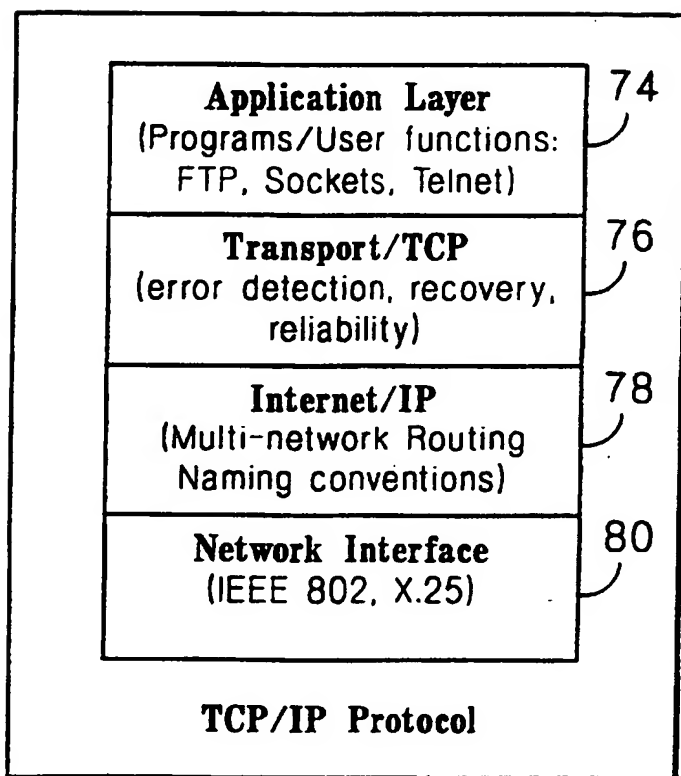 Application Layer
(Programs/User functions:
FTP, Sockets, Telnet)
74
Transport/TCP
(error detection, recovery,
reliability)
76
Internet/IP
(Multi-network Routing
Naming conventions)
78
Network Interface
(IEEE 802, X.25)
80
TCP/IP Protocol